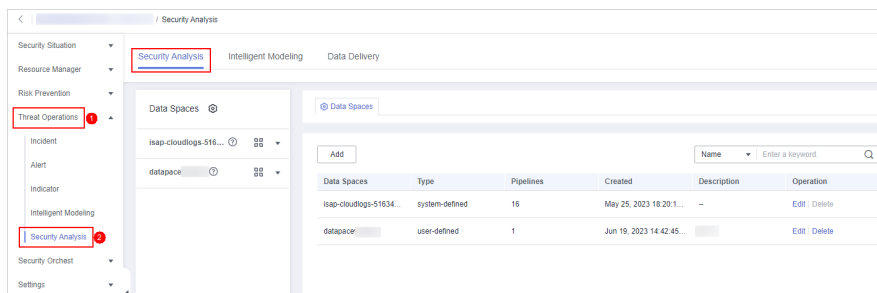 / Security Analysis
Security Situation
Resource Manager
Risk Prevention
Threat Operations 1
Incident
Alert
Indicator
Intelligent Modeling
Security Analysis 2
Security Orchest
Settings
Security Analysis Intelligent Modeling Data Delivery
Data Spaces
isap-cloudlogs-516...
datapace
Data Spaces
Add
Name Enter a keyword.
Data Spaces Type Pipelines Created Description Operation
isap-cloudlogs-51634... system-defined 16 May 25, 2023 18:20:1... -- Edit Delete
datapace user-defined 1 Jun 19, 2023 14:42:45... Edit Delete